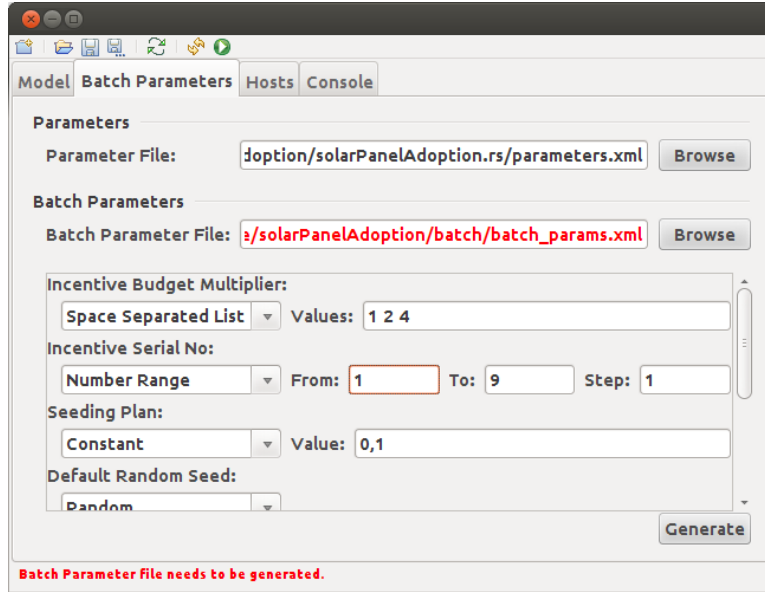 Model Batch Parameters Hosts Console
Parameters
Parameter File: doption/solarPanelAdoption.rs/parameters.xml Browse
Batch Parameters
Batch Parameter File: e/solarPanelAdoption/batch/batch_params.xml Browse
Incentive Budget Multiplier:
Space Separated List Values: 1 2 4
Incentive Serial No:
Number Range From: 1 To: 9 Step: 1
Seeding Plan:
Constant Value: 0,1
Default Random Seed:
Random
Generate
Batch Parameter file needs to be generated.